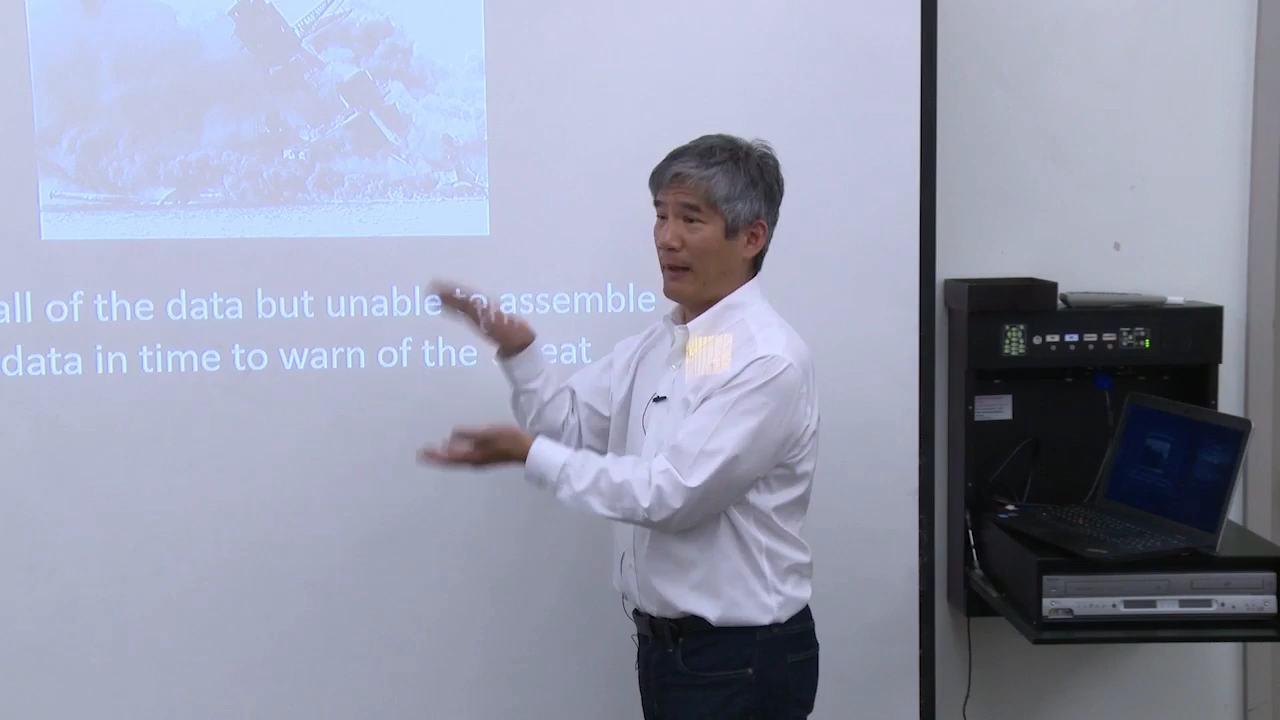 all of the data but unable to assemble
data in time to warn of the